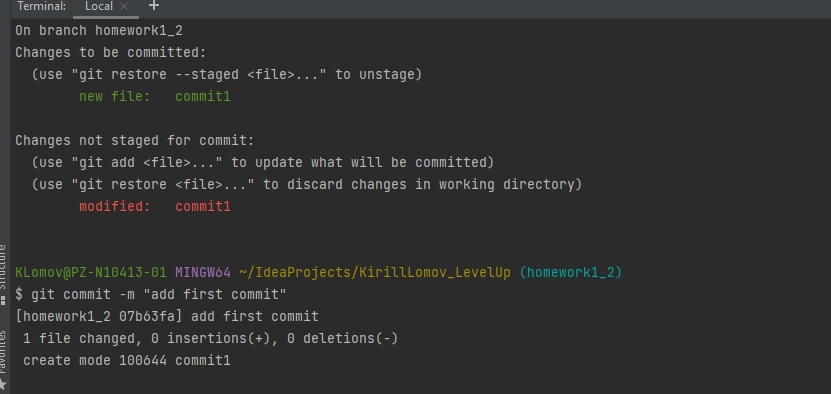 Terminal: Local × +
On branch homework1_2
Changes to be committed:
  (use "git restore --staged <file>..." to unstage)
        new file:   commit1

Changes not staged for commit:
  (use "git add <file>..." to update what will be committed)
  (use "git restore <file>..." to discard changes in working directory)
        modified:   commit1

KLomov@PZ-N10413-01 MINGW64 ~/IdeaProjects/KirillLomov_LevelUp (homework1_2)
$ git commit -m "add first commit"
[homework1_2 07b63fa] add first commit
 1 file changed, 0 insertions(+), 0 deletions(-)
 create mode 100644 commit1
Structure
Favorites